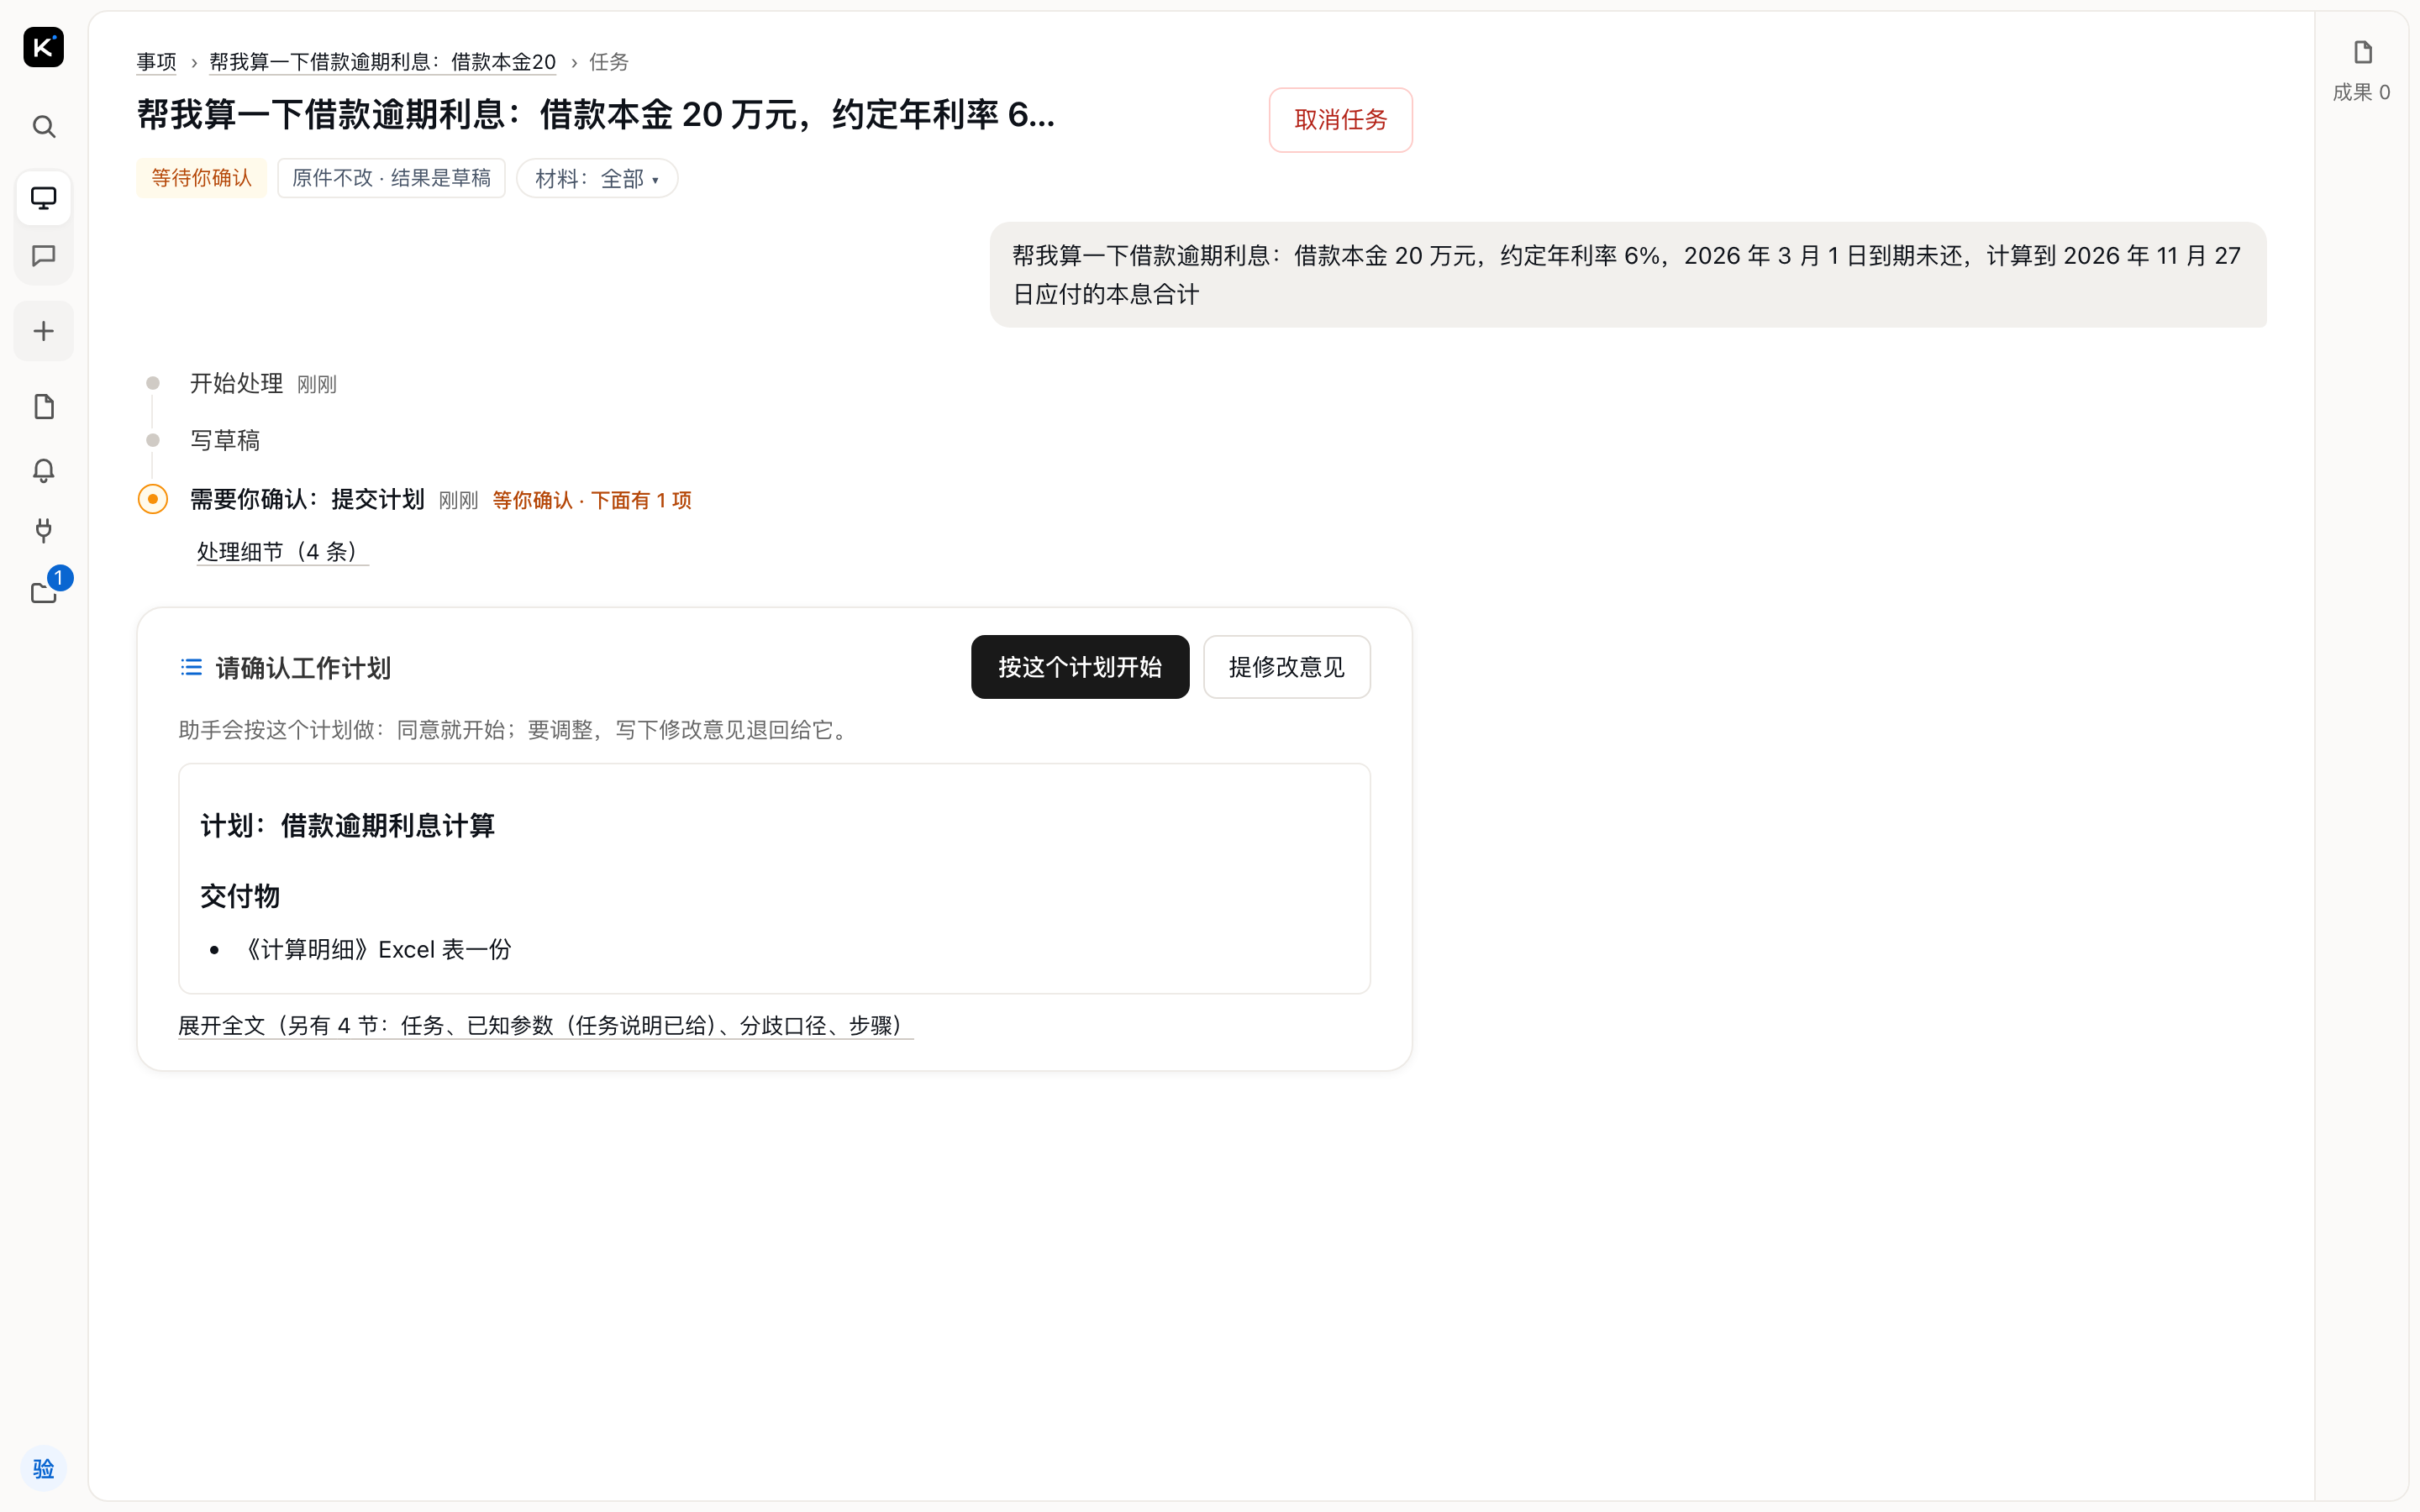 事项 › 帮我算一下借款逾期利息：借款本金20 › 任务
帮我算一下借款逾期利息：借款本金 20 万元，约定年利率 6...
取消任务
等待你确认
原件不改 · 结果是草稿
材料：全部 ▾
成果 0
帮我算一下借款逾期利息：借款本金 20 万元，约定年利率 6%，2026 年 3 月 1 日到期未还，计算到 2026 年 11 月 27
日应付的本息合计
开始处理 刚刚
写草稿
需要你确认：提交计划 刚刚 等你确认 · 下面有 1 项
处理细节（4 条）
1
请确认工作计划
按这个计划开始
提修改意见
助手会按这个计划做：同意就开始；要调整，写下修改意见退回给它。
计划：借款逾期利息计算
交付物
• 《计算明细》Excel 表一份
展开全文（另有 4 节：任务、已知参数（任务说明已给）、分歧口径、步骤）
验
K